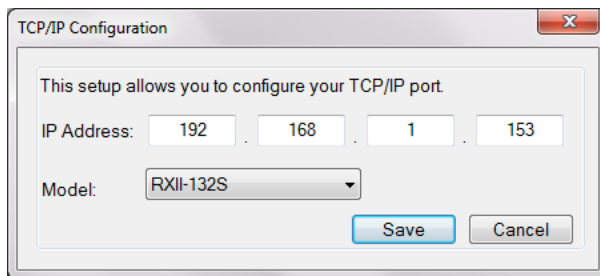 TCP/IP Configuration
This setup allows you to configure your TCP/IP port.
IP Address: 192 . 168 . 1 . 153
Model: RXII-132S
Save Cancel